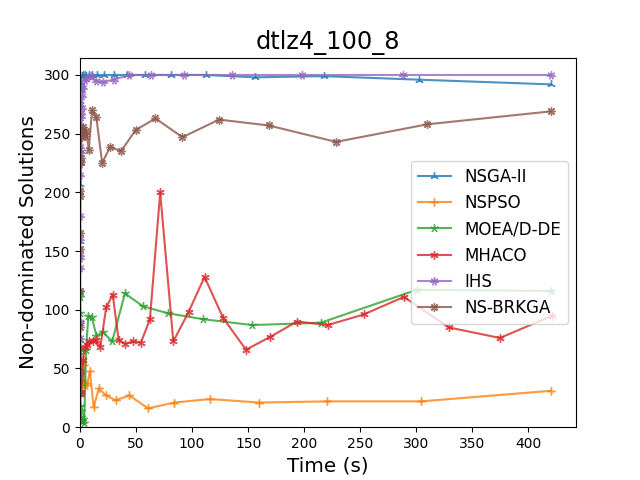 dtlz4_100_8
Non-dominated Solutions
300
250
200
150
100
50
0
NSGA-II
NSPSO
MOEA/D-DE
MHACO
IHS
NS-BRKGA
0 50 100 150 200 250 300 350 400
Time (s)